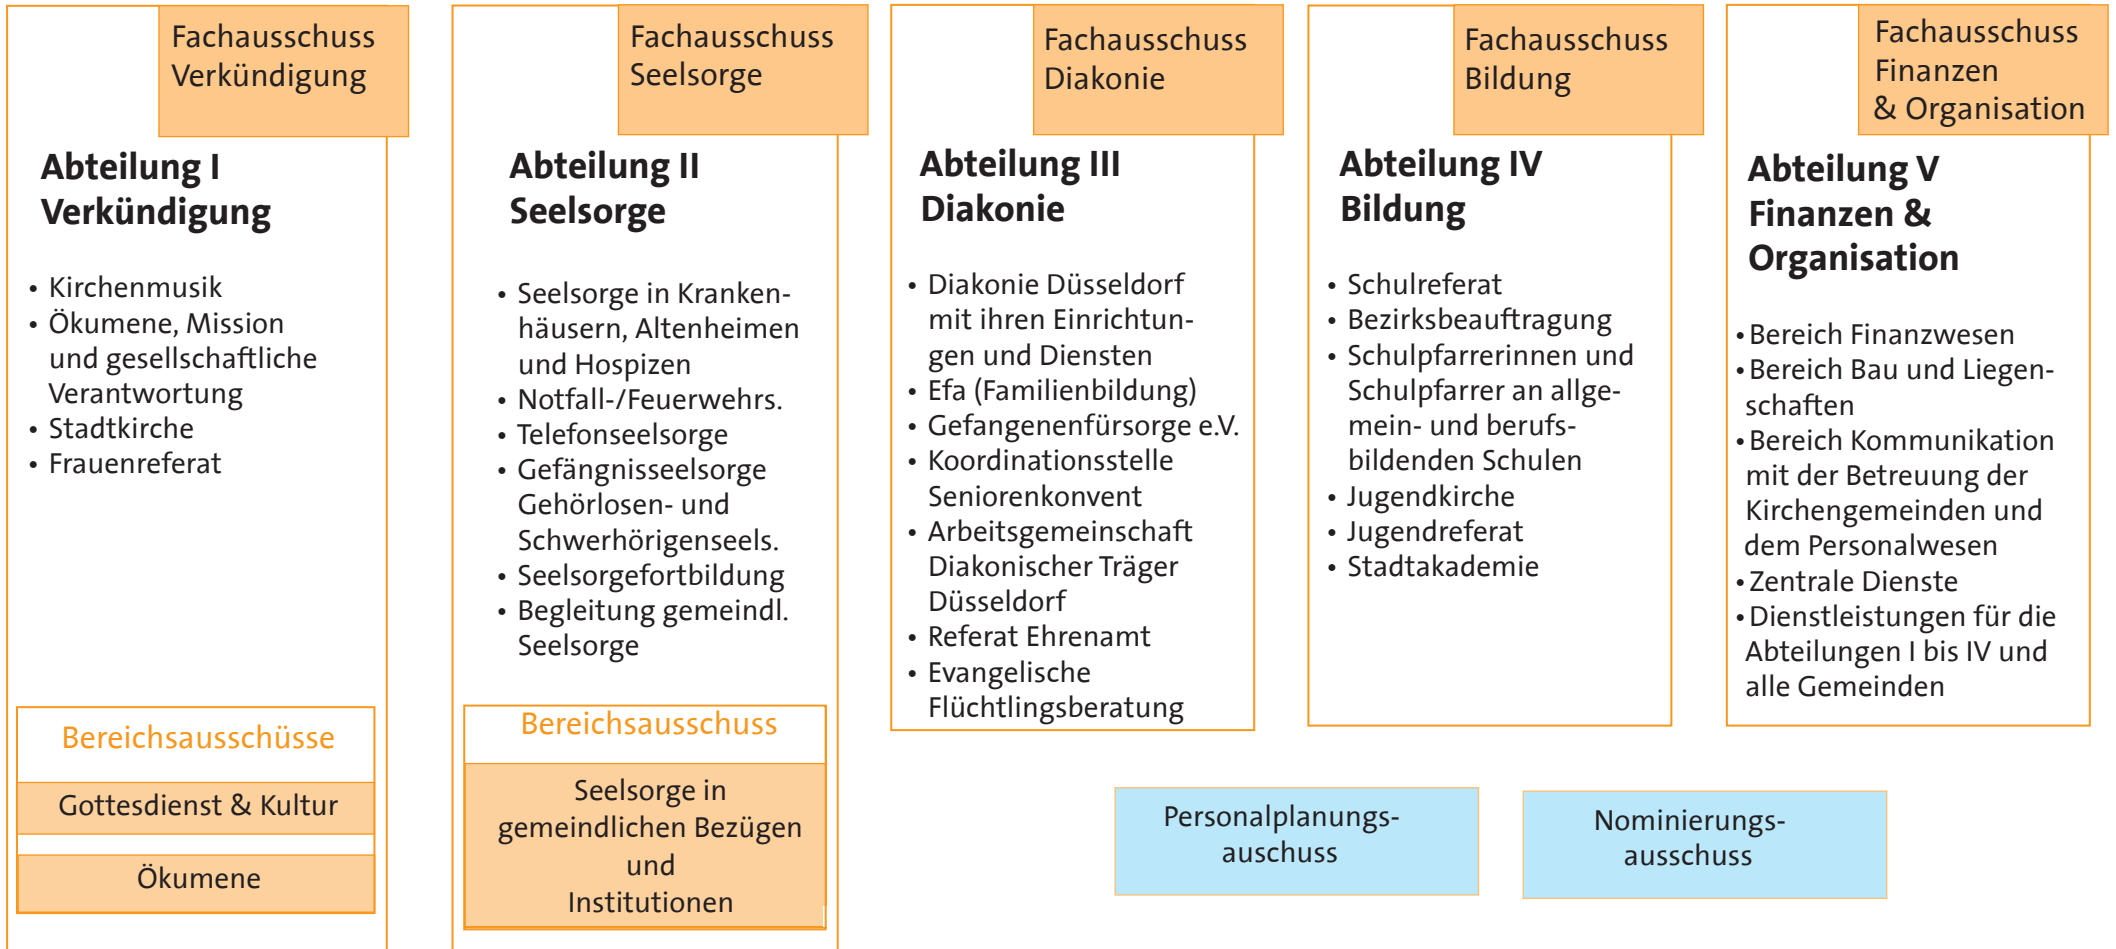 Fachausschuss
Verkündigung
Abteilung I
Verkündigung
• Kirchenmusik
• Ökumene, Mission
und gesellschaftliche
Verantwortung
• Stadtkirche
• Frauenreferat
Bereichsausschüsse
Gottesdienst & Kultur
Ökumene
Fachausschuss
Seelsorge
Abteilung II
Seelsorge
• Seelsorge in Kranken-
häusern, Altenheimen
und Hospizen
• Notfall-/Feuerwehrs.
• Telefonseelsorge
• Gefängnisseelsorge
Gehörlosen- und
Schwerhörigenseels.
• Seelsorgefortbildung
• Begleitung gemeindl.
Seelsorge
Bereichsausschuss
Seelsorge in
gemeindlichen Bezügen
und
Institutionen
Fachausschuss
Diakonie
Abteilung III
Diakonie
• Diakonie Düsseldorf
mit ihren Einrichtun-
gen und Diensten
• Efa (Familienbildung)
• Gefangenenfürsorge e.V.
• Koordinationsstelle
Seniorenkonvent
• Arbeitsgemeinschaft
Diakonischer Träger
Düsseldorf
• Referat Ehrenamt
• Evangelische
Flüchtlingsberatung
Fachausschuss
Bildung
Abteilung IV
Bildung
• Schulreferat
• Bezirksbeauftragung
• Schulpfarrerinnen und
Schulpfarrer an allge-
mein- und berufs-
bildenden Schulen
• Jugendkirche
• Jugendreferat
• Stadtakademie
Fachausschuss
Finanzen
& Organisation
Abteilung V
Finanzen &
Organisation
• Bereich Finanzwesen
• Bereich Bau und Liegen-
schaften
• Bereich Kommunikation
mit der Betreuung der
Kirchengemeinden und
dem Personalwesen
• Zentrale Dienste
• Dienstleistungen für die
Abteilungen I bis IV und
alle Gemeinden
Personalplanungs-
auschuss
Nominierungs-
ausschuss